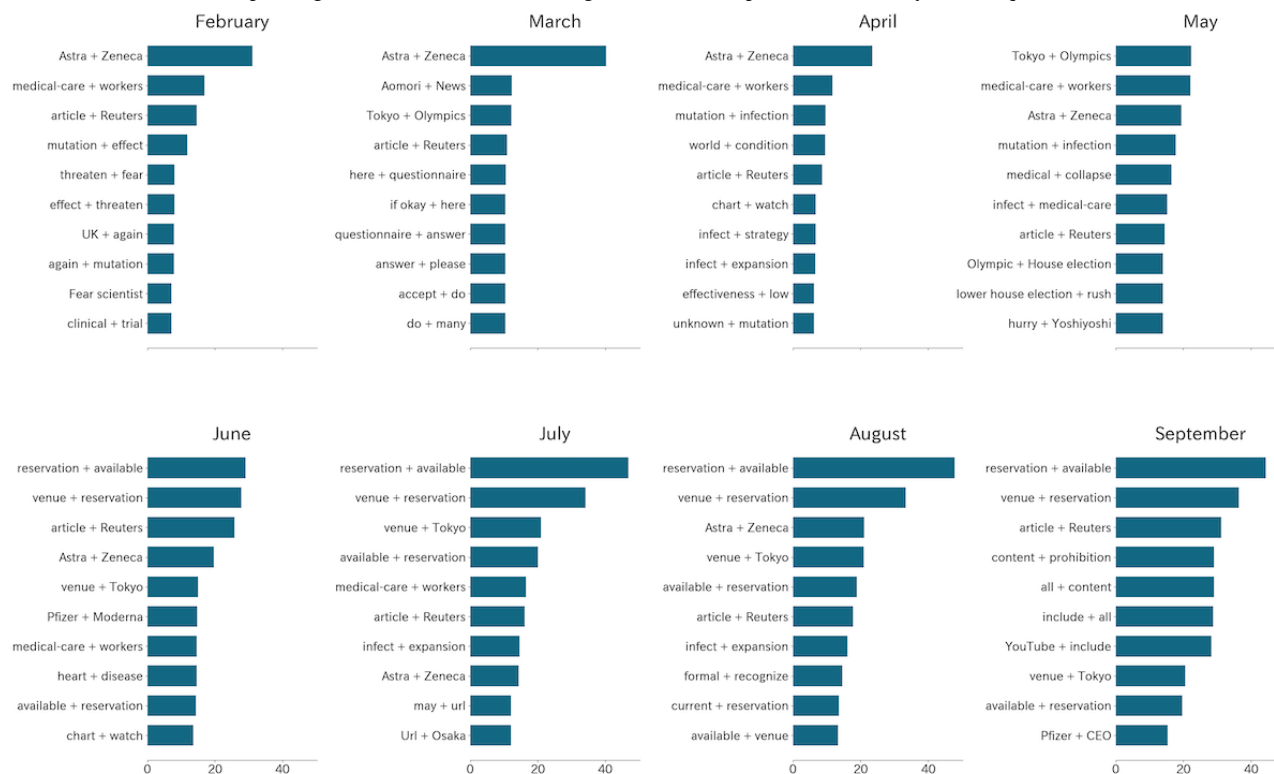 February
Astra + Zeneca
medical-care + workers
article + Reuters
mutation + effect
threaten + fear
effect + threaten
UK + again
again + mutation
Fear scientist
clinical + trial
March
Astra + Zeneca
Aomori + News
Tokyo + Olympics
article + Reuters
here + questionnaire
if okay + here
questionnaire + answer
answer + please
accept + do
do + many
April
Astra + Zeneca
medical-care + workers
mutation + infection
world + condition
article + Reuters
chart + watch
infect + strategy
infect + expansion
effectiveness + low
unknown + mutation
May
Tokyo + Olympics
medical-care + workers
Astra + Zeneca
mutation + infection
medical + collapse
infect + medical-care
article + Reuters
Olympic + House election
lower house election + rush
hurry + Yoshiyoshi
June
reservation + available
venue + reservation
article + Reuters
Astra + Zeneca
venue + Tokyo
Pfizer + Moderna
medical-care + workers
heart + disease
available + reservation
chart + watch
0 20 40
July
reservation + available
venue + reservation
venue + Tokyo
available + reservation
medical-care + workers
article + Reuters
infect + expansion
Astra + Zeneca
may + url
Url + Osaka
0 20 40
August
reservation + available
venue + reservation
Astra + Zeneca
venue + Tokyo
available + reservation
article + Reuters
infect + expansion
formal + recognize
current + reservation
available + venue
0 20 40
September
reservation + available
venue + reservation
article + Reuters
content + prohibition
all + content
include + all
YouTube + include
venue + Tokyo
available + reservation
Pfizer + CEO
0 20 40